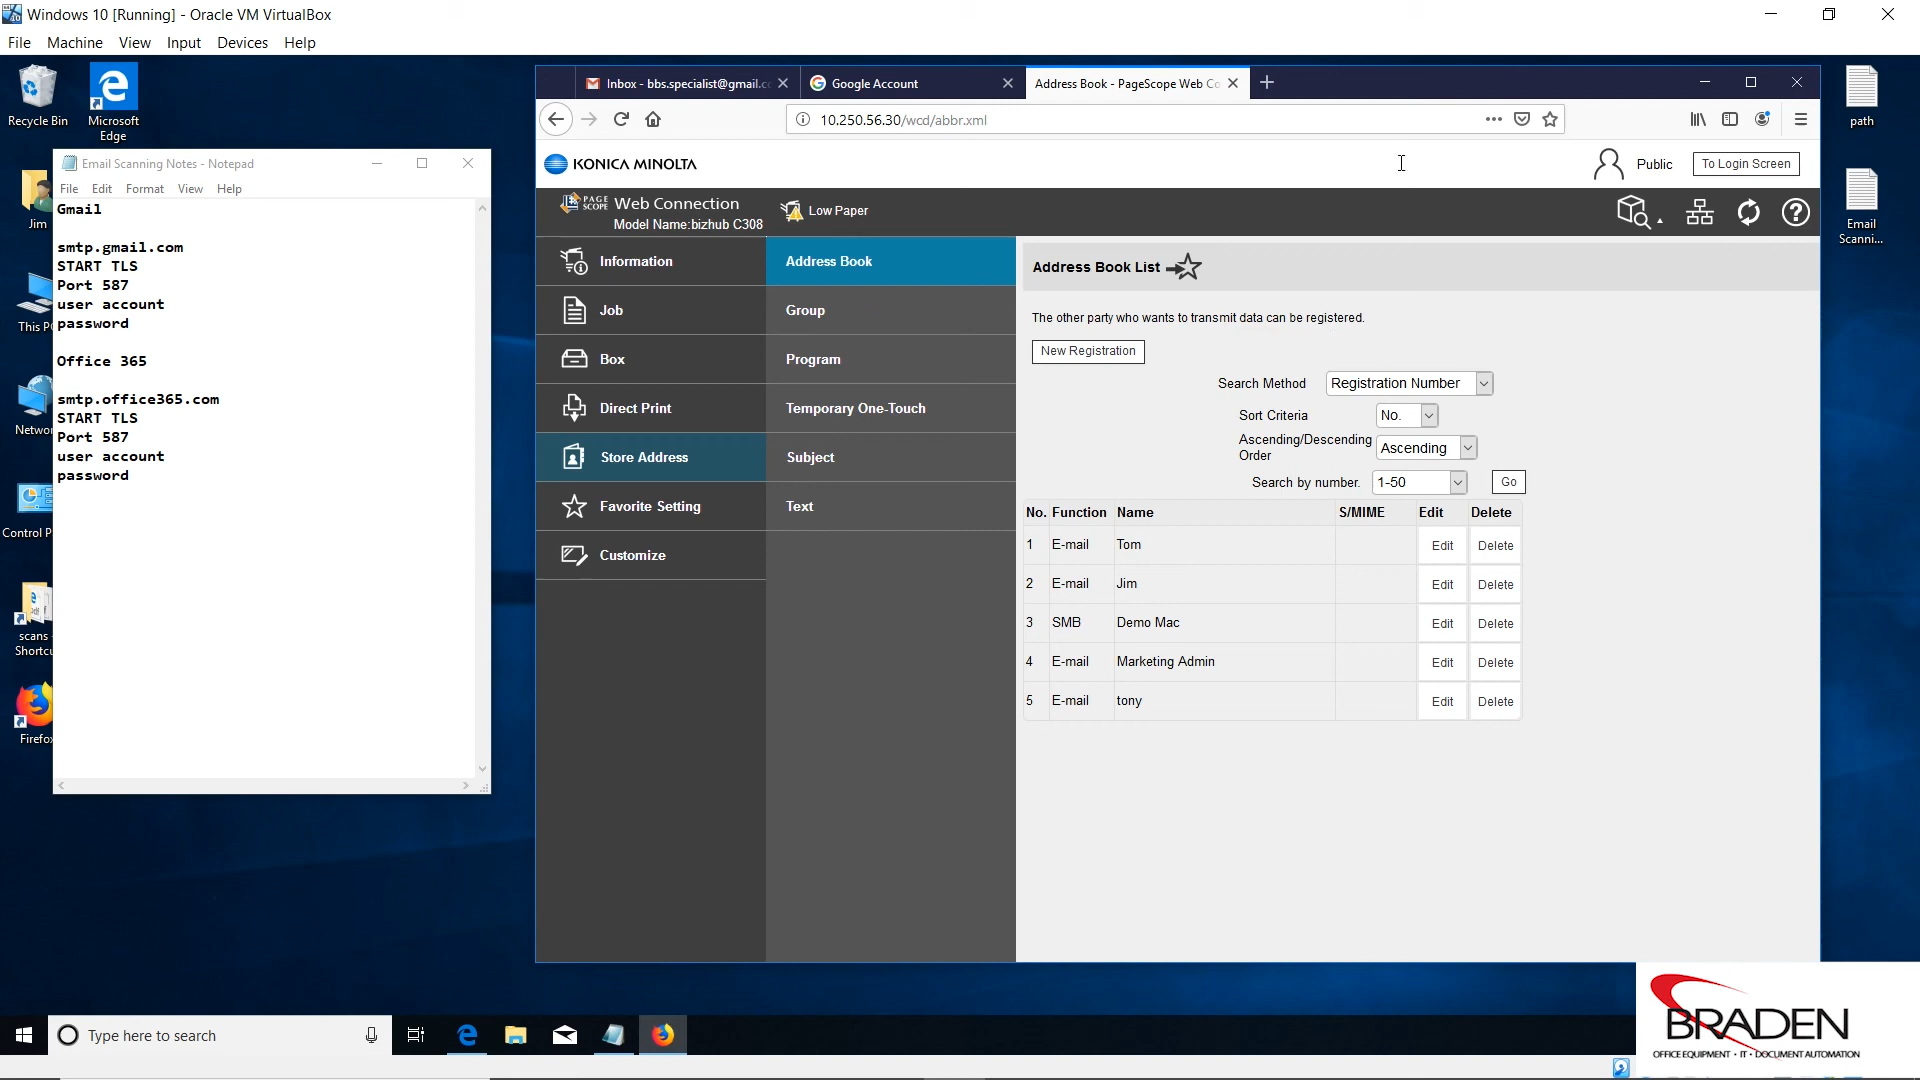 Windows 10 [Running] - Oracle VM VirtualBox
File Machine View Input Devices Help
Recycle Bin
Microsoft
Edge
Jim
This P
Networ
Control P
scans
Shortcu
Firefox
Email Scanning Notes - Notepad
File Edit Format View Help
Gmail
smtp.gmail.com
START TLS
Port 587
user account
password
Office 365
smtp.office365.com
START TLS
Port 587
user account
password
Inbox - bbs.specialist@gmail.c
Google Account
Address Book - PageScope Web Co
10.250.56.30/wcd/abbr.xml
KONICA MINOLTA
Public
To Login Screen
PAGE
SCOPE
Web Connection
Model Name:bizhub C308
Low Paper
Information
Job
Box
Direct Print
Store Address
Favorite Setting
Customize
Address Book
Group
Program
Temporary One-Touch
Subject
Text
Address Book List
The other party who wants to transmit data can be registered.
New Registration
Search Method Registration Number
Sort Criteria No.
Ascending/Descending
Order Ascending
Search by number. 1-50 Go
No. Function Name S/MIME Edit Delete
1 E-mail Tom Edit Delete
2 E-mail Jim Edit Delete
3 SMB Demo Mac Edit Delete
4 E-mail Marketing Admin Edit Delete
5 E-mail tony Edit Delete
path
Email
Scanni...
Type here to search
BRADEN
OFFICE EQUIPMENT • IT • DOCUMENT AUTOMATION